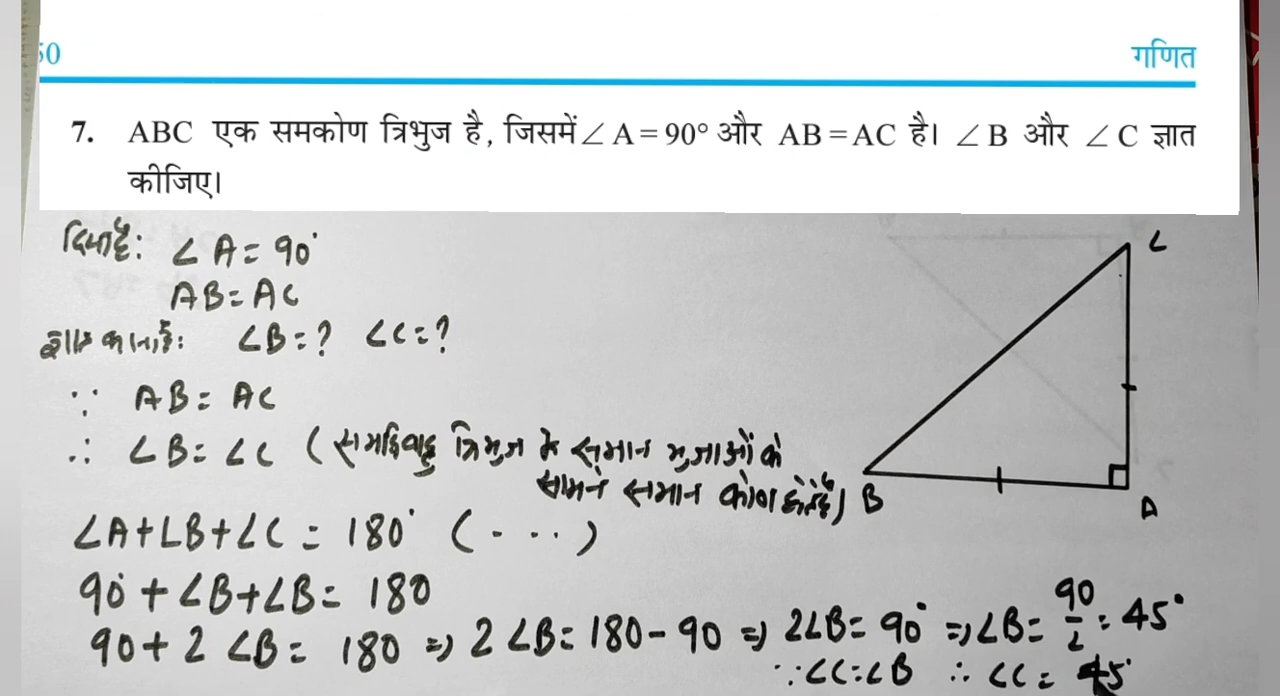 50
गणित
7. ABC एक समकोण त्रिभुज है, जिसमें ∠A = 90° और AB = AC है। ∠B और ∠C ज्ञात
कीजिए।
दिया है: ∠A = 90°
AB = AC
ज्ञात करना है: ∠B = ? ∠C = ?
∵ AB = AC
∴ ∠B = ∠C (समद्विबाहु त्रिभुज के समान भुजाओं के
सामने समान कोण होते हैं)
∠A + ∠B + ∠C = 180° (...)
90° + ∠B + ∠B = 180
90 + 2 ∠B = 180 ⇒ 2 ∠B = 180 - 90 ⇒ 2∠B = 90° ⇒ ∠B = 90/2 = 45°
∵ ∠C = ∠B ∴ ∠C = 45°
C
B
A